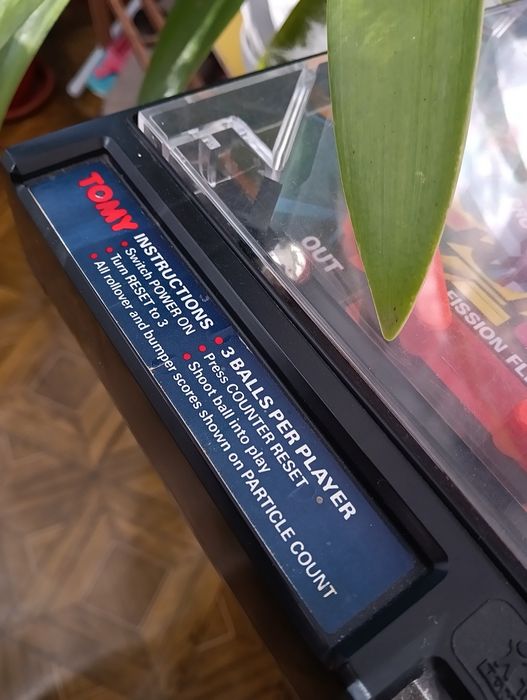 TOMY INSTRUCTIONS • 3 BALLS PER PLAYER
• Switch POWER ON • Press COUNTER RESET
• Turn RESET to 3 • Shoot ball into play
• All rollover and bumper scores shown on PARTICLE COUNT
OUT
FISSION